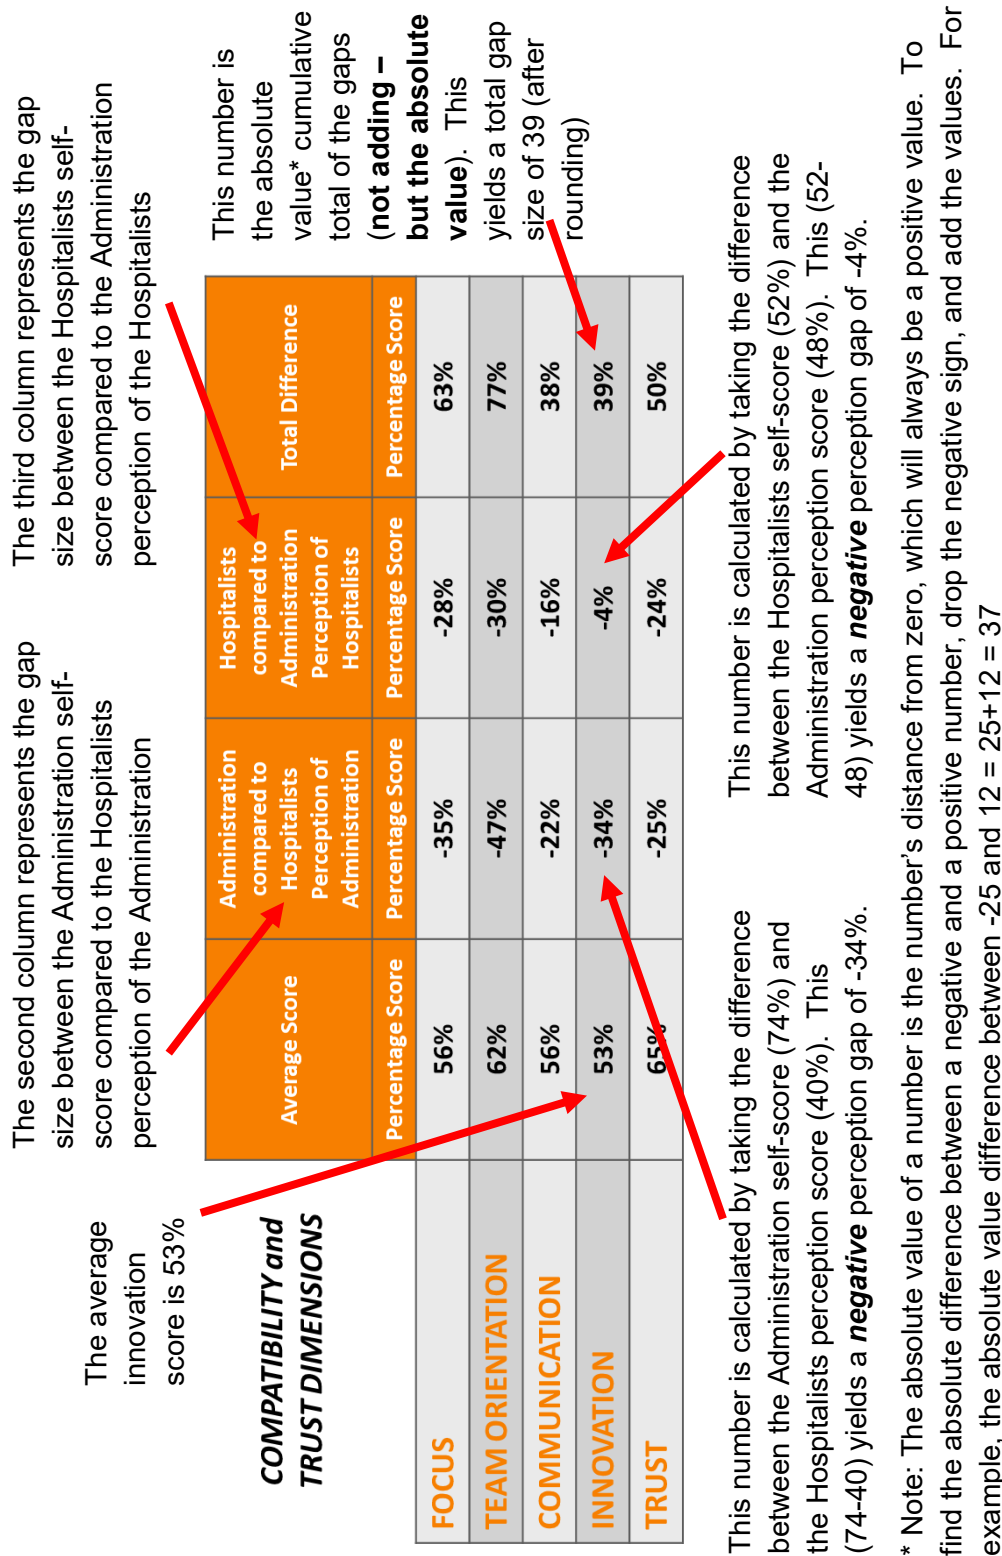 The second column represents the gap
size between the Administration self-
score compared to the Hospitalists
perception of the Administration
The third column represents the gap
size between the Hospitalists self-
score compared to the Administration
perception of the Hospitalists
The average
innovation
score is 53%
This number is
the absolute
value* cumulative
total of the gaps
(not adding –
but the absolute
value). This
yields a total gap
size of 39 (after
rounding)
COMPATIBILITY and
TRUST DIMENSIONS
Average Score
Administration
compared to
Hospitalists
Perception of
Administration
Hospitalists
compared to
Administration
Perception of
Hospitalists
Total Difference
Percentage Score Percentage Score Percentage Score Percentage Score
FOCUS 56% -35% -28% 63%
TEAM ORIENTATION 62% -47% -30% 77%
COMMUNICATION 56% -22% -16% 38%
INNOVATION 53% -34% -4% 39%
TRUST 65% -25% -24% 50%
This number is calculated by taking the difference
between the Administration self-score (74%) and
the Hospitalists perception score (40%). This
(74-40) yields a negative perception gap of -34%.
This number is calculated by taking the difference
between the Hospitalists self-score (52%) and the
Administration perception score (48%). This (52-
48) yields a negative perception gap of -4%.
* Note: The absolute value of a number is the number’s distance from zero, which will always be a positive value. To
find the absolute difference between a negative and a positive number, drop the negative sign, and add the values. For
example, the absolute value difference between -25 and 12 = 25+12 = 37